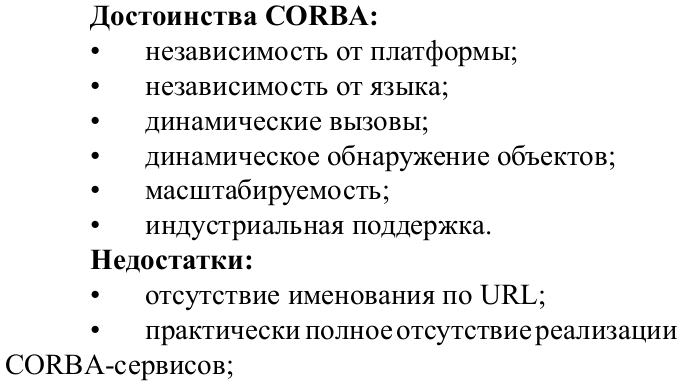 Достоинства CORBA:
• независимость от платформы;
• независимость от языка;
• динамические вызовы;
• динамическое обнаружение объектов;
• масштабируемость;
• индустриальная поддержка.
Недостатки:
• отсутствие именования по URL;
• практически полное отсутствие реализации
CORBA-сервисов;